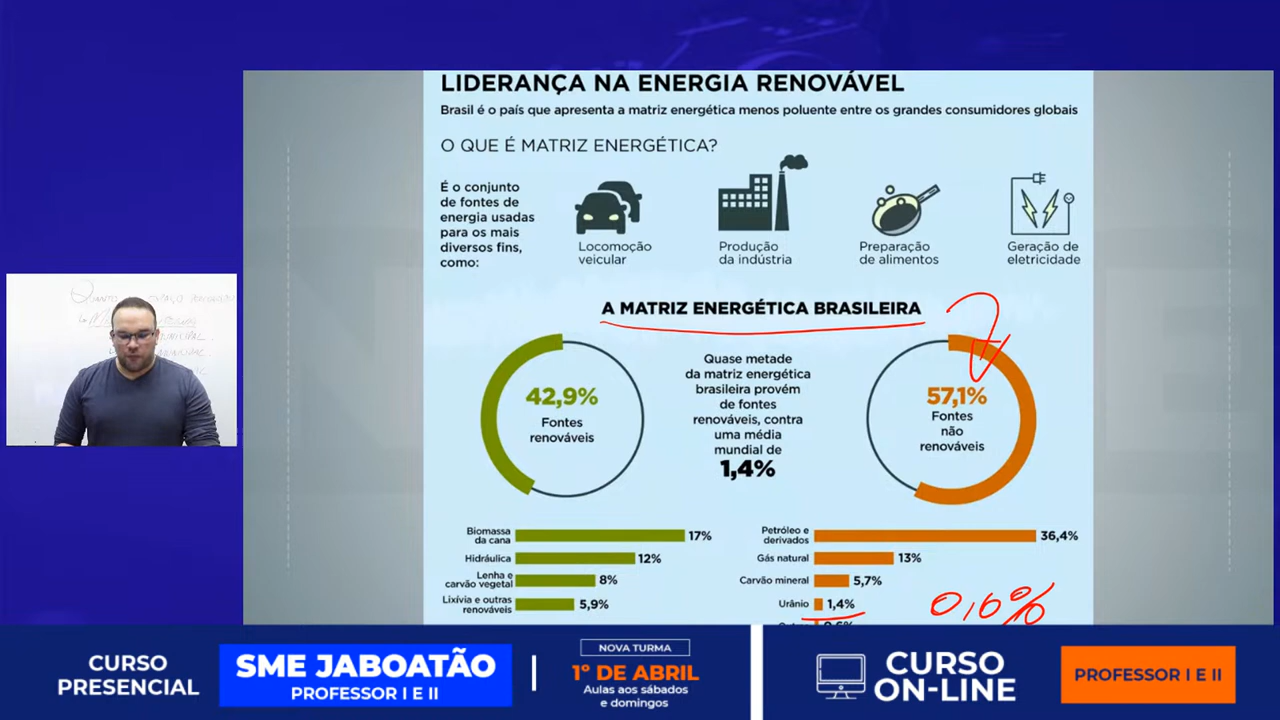 LIDERANÇA NA ENERGIA RENOVÁVEL
Brasil é o país que apresenta a matriz energética menos poluente entre os grandes consumidores globais
O QUE É MATRIZ ENERGÉTICA?
É o conjunto
de fontes de
energia usadas
para os mais
diversos fins,
como:
Locomoção
veicular
Produção
da indústria
Preparação
de alimentos
Geração de
eletricidade
A MATRIZ ENERGÉTICA BRASILEIRA
42,9%
Fontes
renováveis
Quase metade
da matriz energética
brasileira provém
de fontes
renováveis, contra
uma média
mundial de
1,4%
57,1%
Fontes
não
renováveis
Biomassa
da cana
17%
Hidráulica
12%
Lenha e
carvão vegetal
8%
Lixívia e outras
renováveis
5,9%
Petróleo e
derivados
36,4%
Gás natural
13%
Carvão mineral
5,7%
Urânio
1,4%
0,6%
0,6%
CURSO
PRESENCIAL
SME JABOATÃO
PROFESSOR I E II
NOVA TURMA
1º DE ABRIL
Aulas aos sábados
e domingos
CURSO
ON-LINE
PROFESSOR I E II